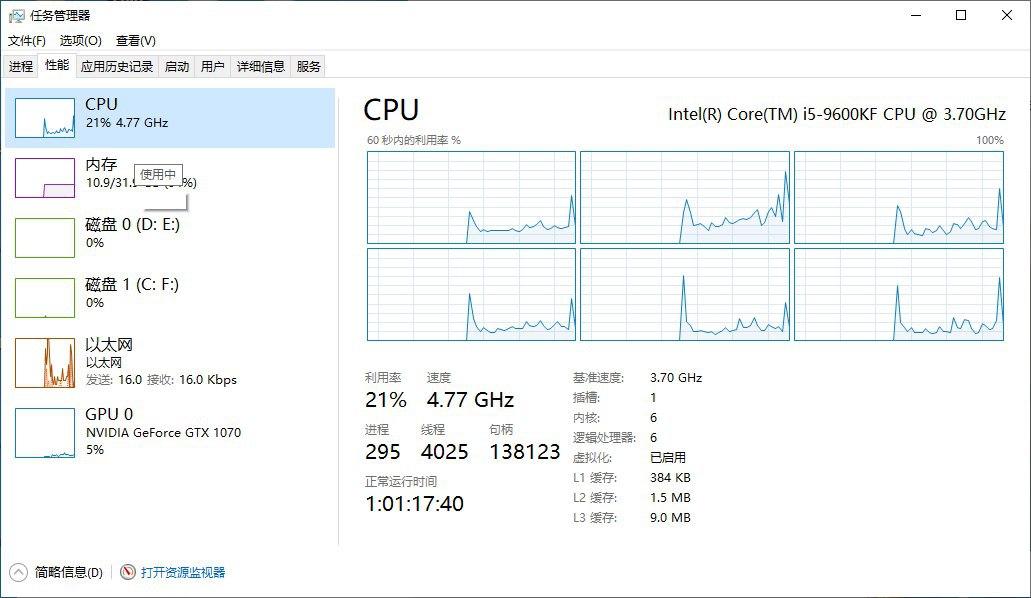 任务管理器
文件(F) 选项(O) 查看(V)
进程 性能 应用历史记录 启动 用户 详细信息 服务
CPU
21% 4.77 GHz
内存
10.9/31.
%)
使用中
磁盘 0 (D: E:)
0%
磁盘 1 (C: F:)
0%
以太网
以太网
发送: 16.0 接收: 16.0 Kbps
GPU 0
NVIDIA GeForce GTX 1070
5%
CPU
Intel(R) Core(TM) i5-9600KF CPU @ 3.70GHz
60 秒内的利用率 %
100%
利用率 速度
21% 4.77 GHz
进程 线程 句柄
295 4025 138123
正常运行时间
1:01:17:40
基准速度: 3.70 GHz
插槽: 1
内核: 6
逻辑处理器: 6
虚拟化: 已启用
L1 缓存: 384 KB
L2 缓存: 1.5 MB
L3 缓存: 9.0 MB
简略信息(D)
打开资源监视器